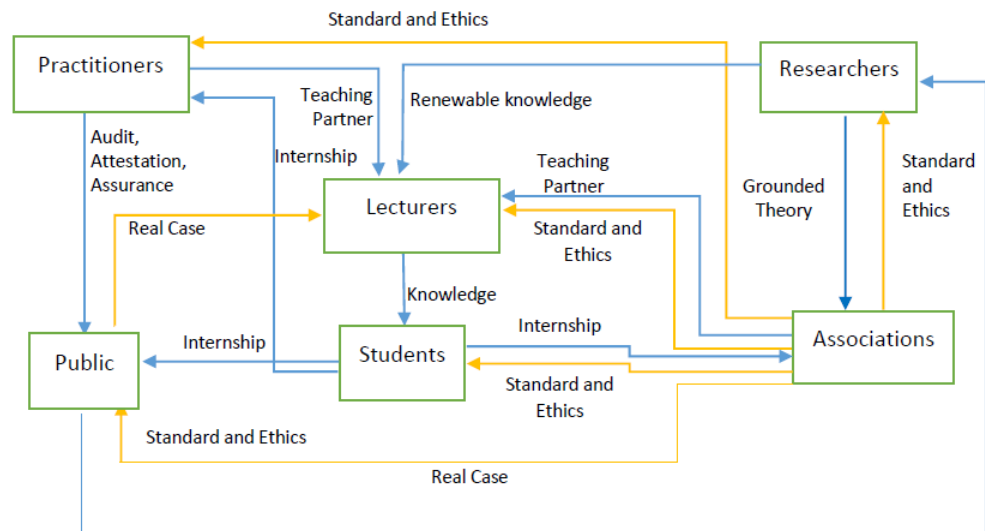 Standard and Ethics
Practitioners
Researchers
Teaching
Partner
Renewable knowledge
Audit,
Attestation,
Assurance
Internship
Teaching
Partner
Grounded
Theory
Standard
and
Ethics
Lecturers
Real Case
Standard and
Ethics
Knowledge
Public
Internship
Students
Internship
Associations
Standard and
Ethics
Standard and Ethics
Real Case